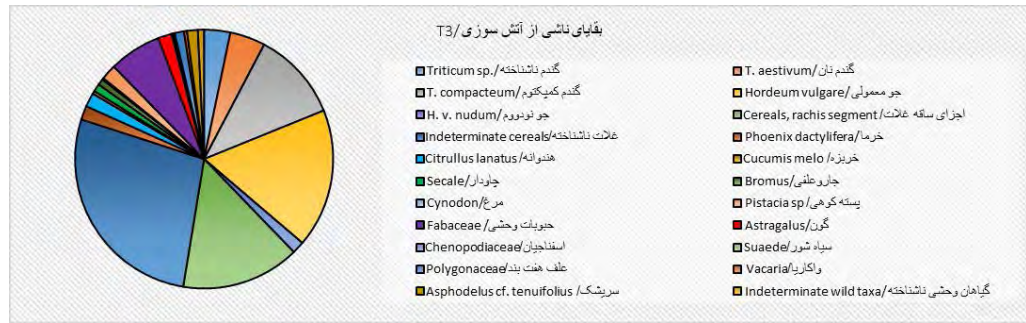 بقایای ناشی از آتش سوزی/T3
Triticum sp./گندم ناشناخته
T. aestivum/گندم نان
T. compacteum/گندم کمپکتوم
Hordeum vulgare/جو معمولی
H. v. nudum/جو نودووم
Cereals, rachis segment/اجزای ساقه غلات
Indeterminate cereals/غلات ناشناخته
Phoenix dactylifera/خرما
Citrullus lanatus/هندوانه
Cucumis melo/خربزه
Secale/چاودار
Bromus/جاروعلفی
Cynodon/مرغ
Pistacia sp/پسته کوهی
Fabaceae/حبوبات وحشی
Astragalus/گون
Chenopodiaceae/اسفناجیان
Suaede/سیاه شور
Polygonaceae/علف هفت بند
Vacaria/واکاریا
Asphodelus cf. tenuifolius/سریشک
Indeterminate wild taxa/گیاهان وحشی ناشناخته